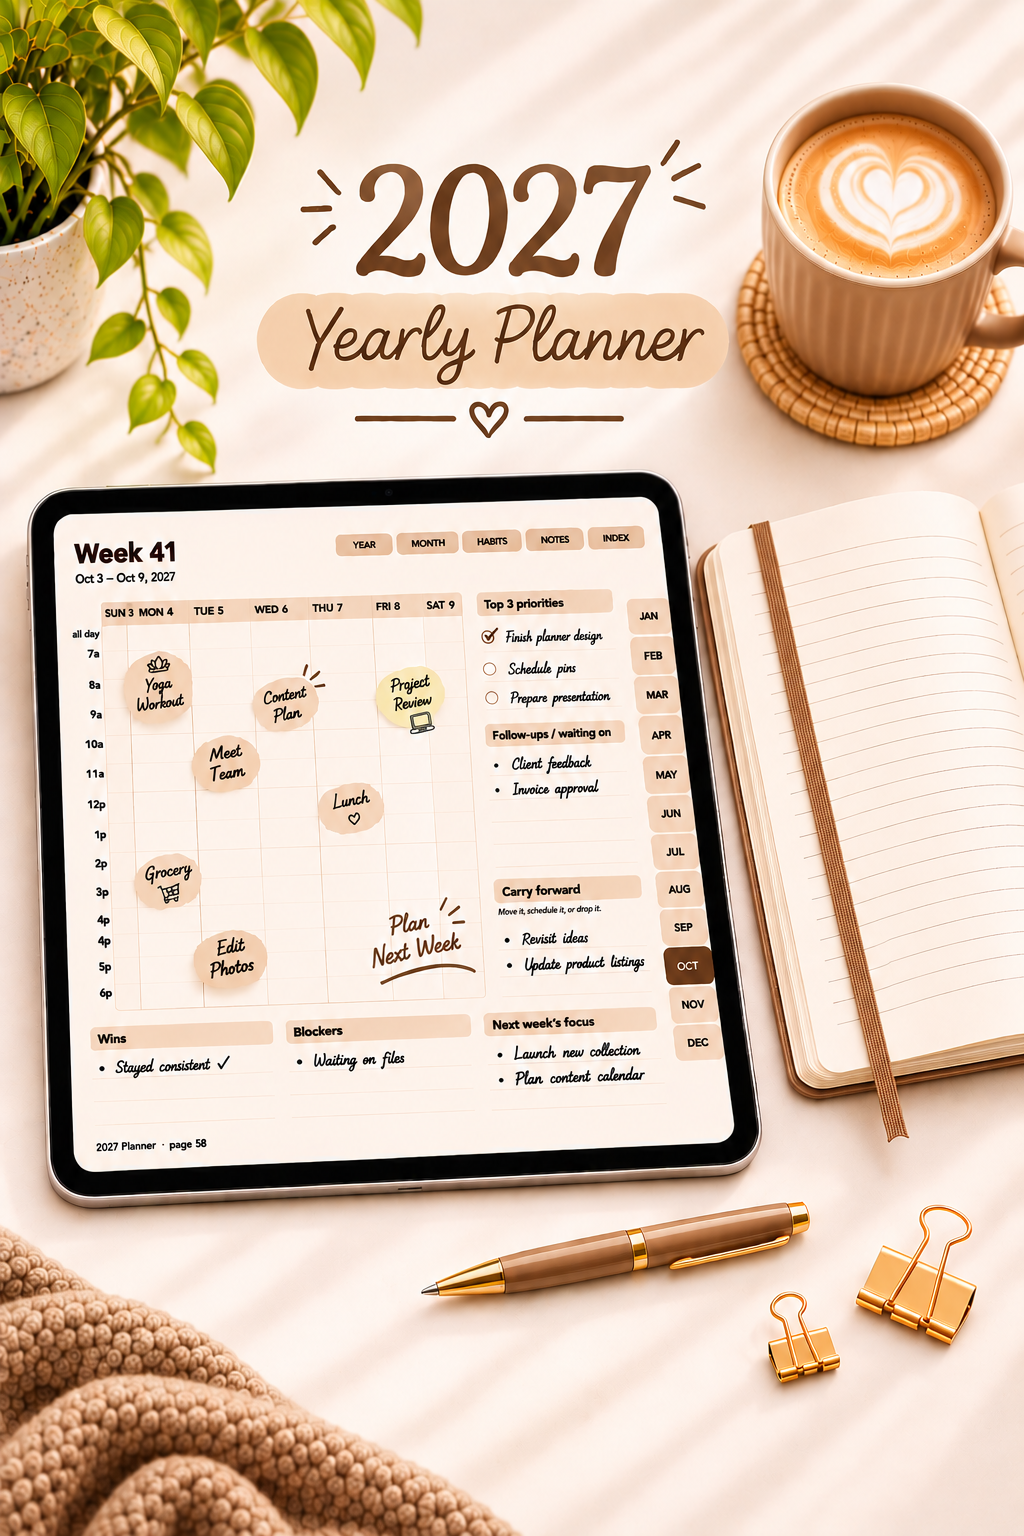 2027
Yearly Planner
Week 41
Oct 3 – Oct 9, 2027
YEAR
MONTH
HABITS
NOTES
INDEX
SUN 3 MON 4 TUE 5 WED 6 THU 7 FRI 8 SAT 9
all day
7a
8a
9a
10a
11a
12p
1p
2p
3p
4p
4p
5p
6p
Yoga
Workout
Content
Plan
Project
Review
Meet
Team
Lunch
Grocery
Edit
Photos
Plan
Next Week
Top 3 priorities
Finish planner design
Schedule pins
Prepare presentation
Follow-ups / waiting on
• Client feedback
• Invoice approval
Carry forward
Move it, schedule it, or drop it.
• Revisit ideas
• Update product listings
JAN
FEB
MAR
APR
MAY
JUN
JUL
AUG
SEP
OCT
NOV
DEC
Wins
• Stayed consistent ✓
Blockers
• Waiting on files
Next week's focus
• Launch new collection
• Plan content calendar
2027 Planner · page 58